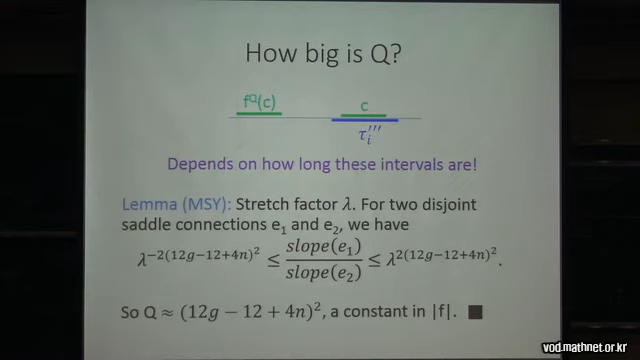 How big is Q?
f^Q(c)
c
τ_i'''
Depends on how long these intervals are!
Lemma (MSY): Stretch factor λ. For two disjoint
saddle connections e₁ and e₂, we have
λ^{-2(12g-12+4n)^2} ≤ slope(e₁)/slope(e₂) ≤ λ^{2(12g-12+4n)^2}.
So Q ≈ (12g − 12 + 4n)², a constant in |f|. ■
vod.mathnet.or.kr